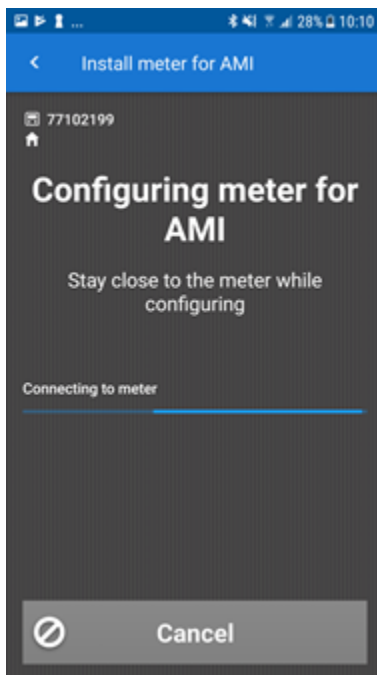 ... 28% 10:10
Install meter for AMI
77102199
Configuring meter for
AMI
Stay close to the meter while
configuring
Connecting to meter
Cancel